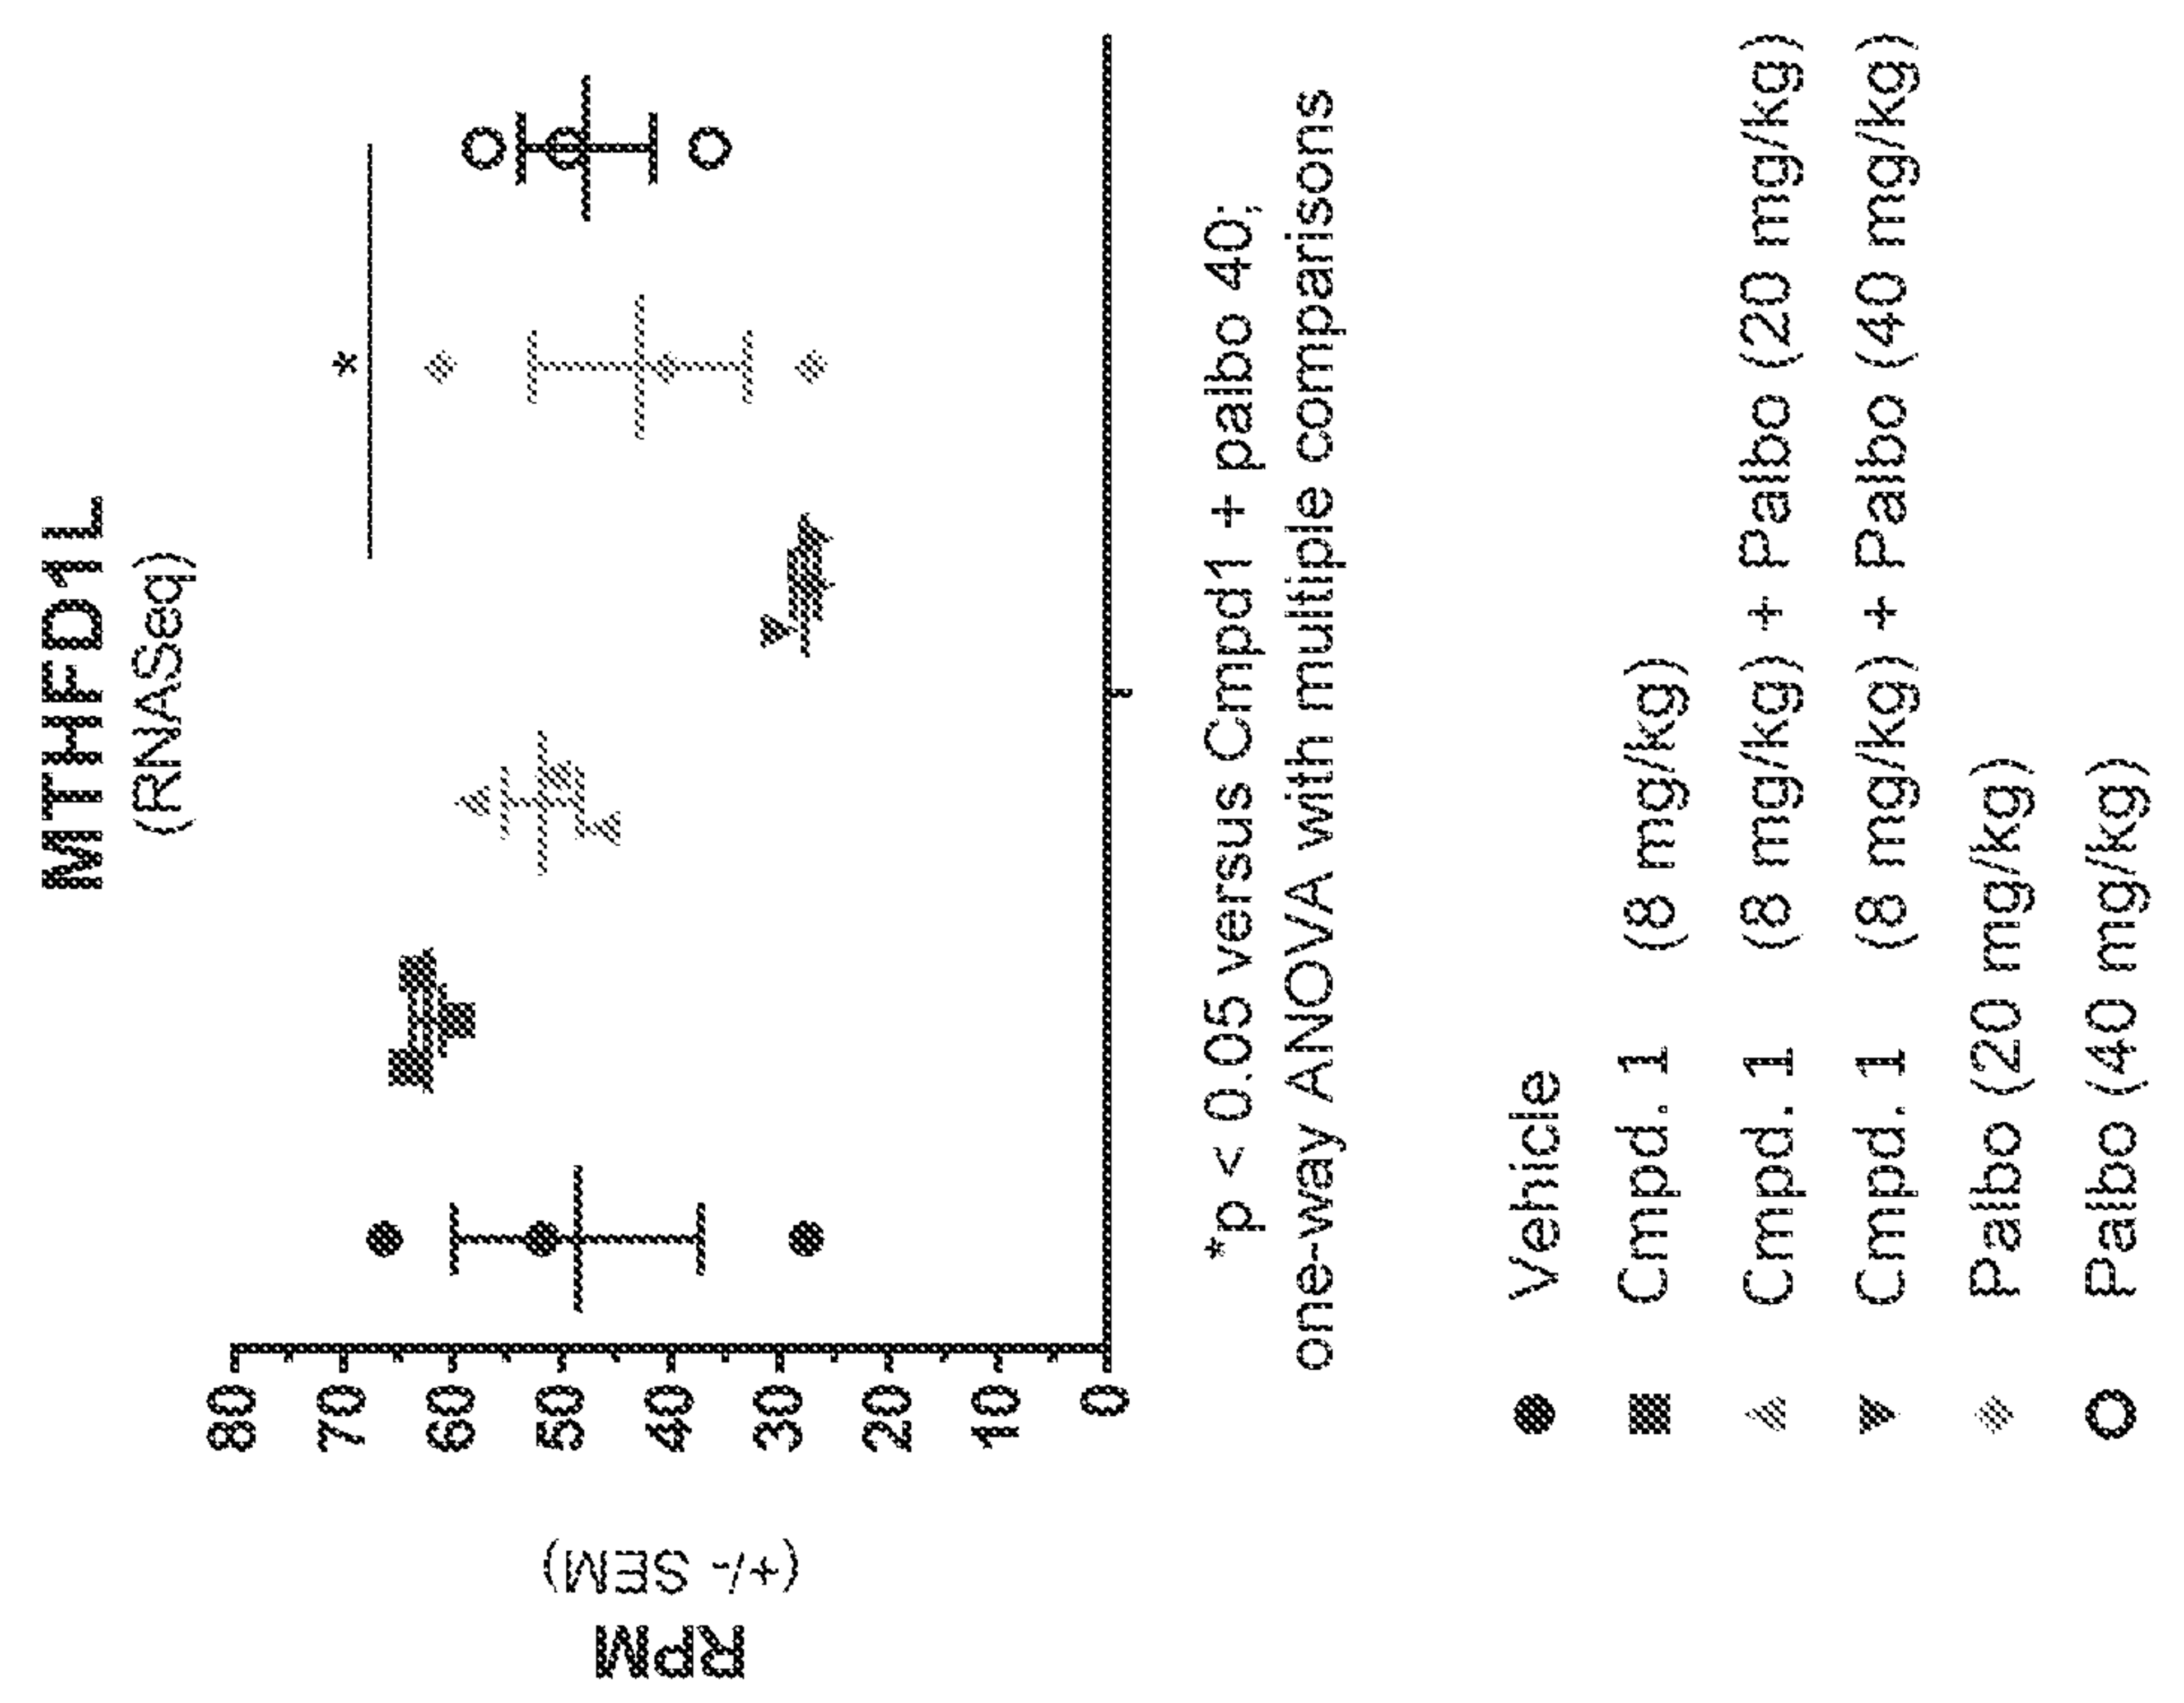 MTHFD1L
(RNASeq)
RPM
(+/- SEM)
80
70
60
50
40
30
20
10
0
*
*p < 0.05 versus Cmpd1 + palbo 40;
one-way ANOVA with multiple comparisons
Vehicle
Cmpd. 1 (8 mg/kg)
Cmpd. 1 (8 mg/kg) + Palbo (20 mg/kg)
Cmpd. 1 (8 mg/kg) + Palbo (40 mg/kg)
Palbo (20 mg/kg)
Palbo (40 mg/kg)